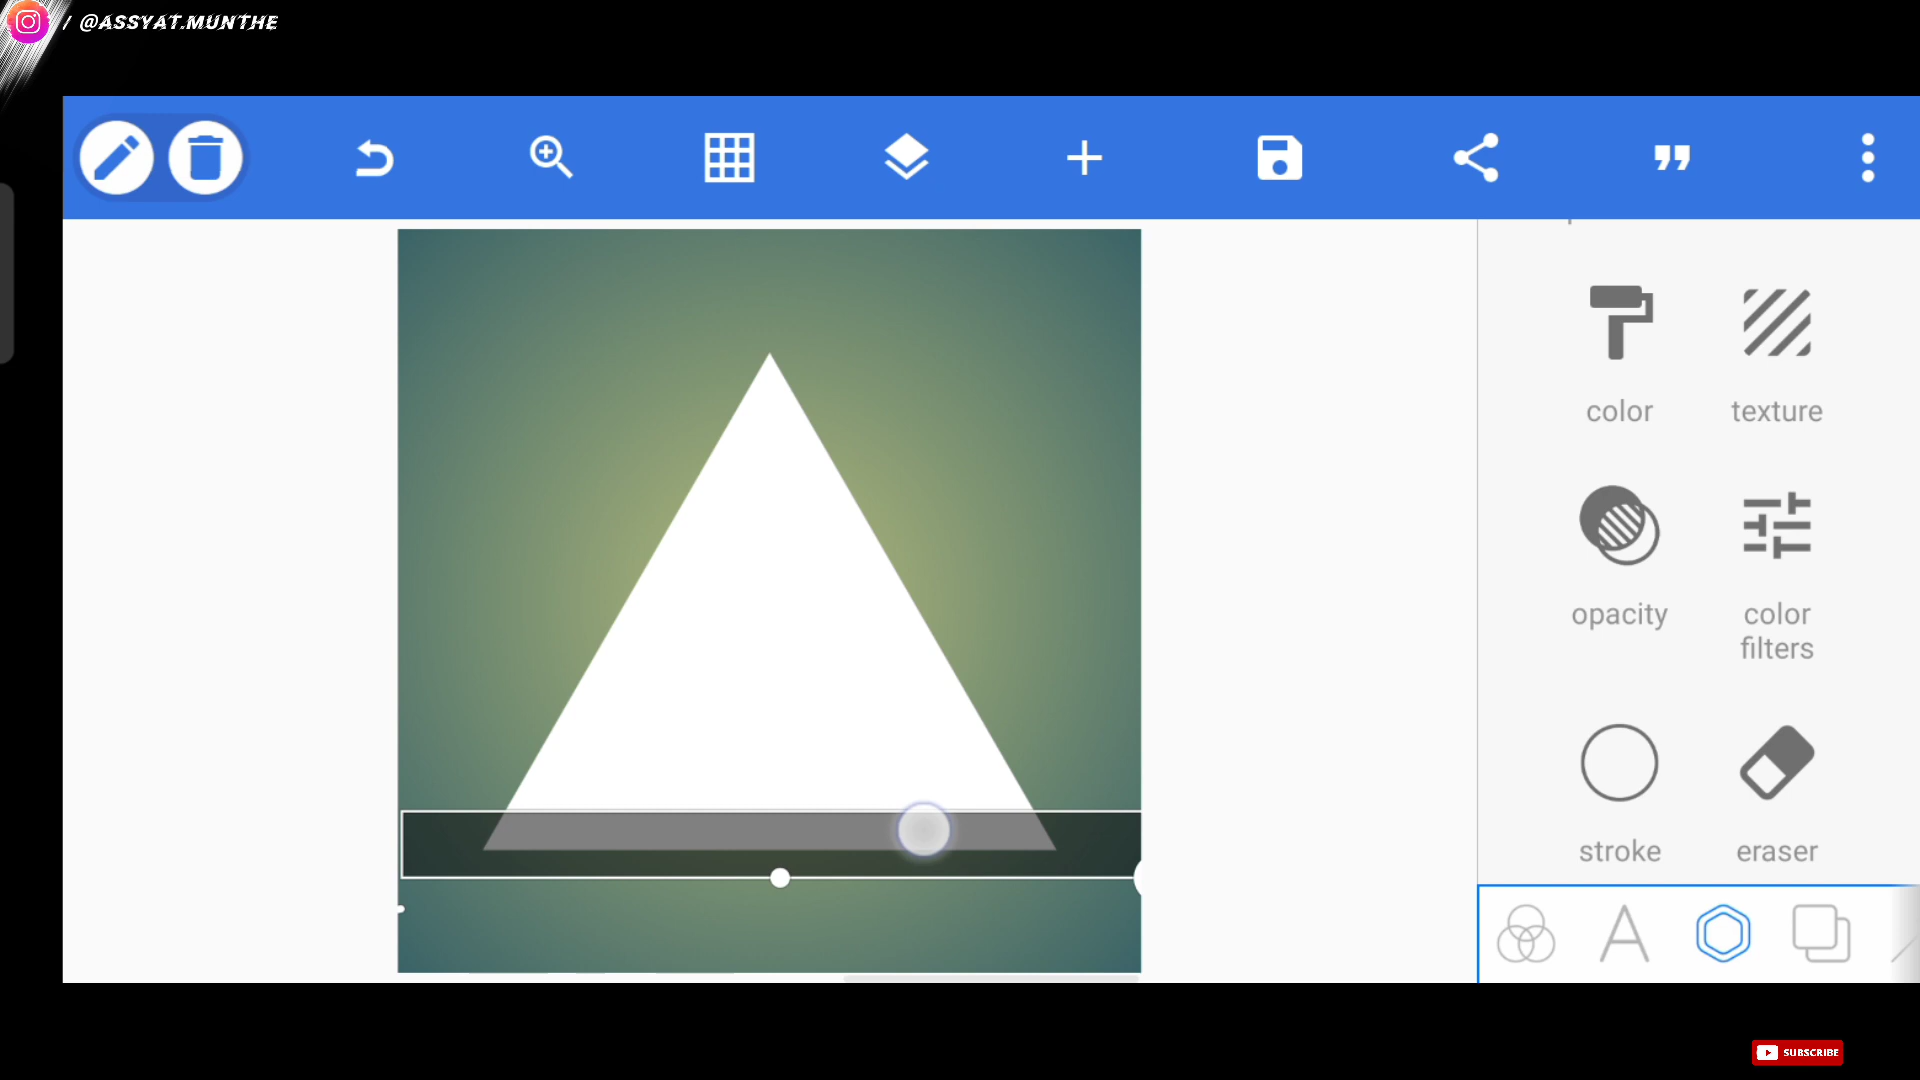 / @ASSYAT.MUNTHE
color
texture
opacity
color
filters
stroke
eraser
SUBSCRIBE